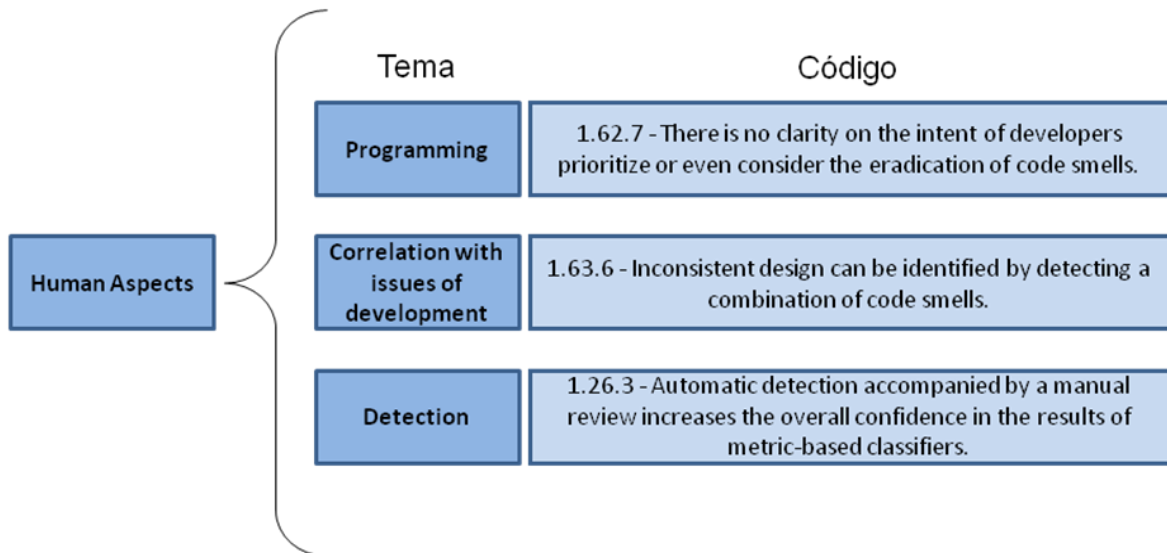 Tema
Código
Programming
1.62.7 - There is no clarity on the intent of developers
prioritize or even consider the eradication of code smells.
Human Aspects
Correlation with
issues of
development
1.63.6 - Inconsistent design can be identified by detecting a
combination of code smells.
Detection
1.26.3 - Automatic detection accompanied by a manual
review increases the overall confidence in the results of
metric-based classifiers.